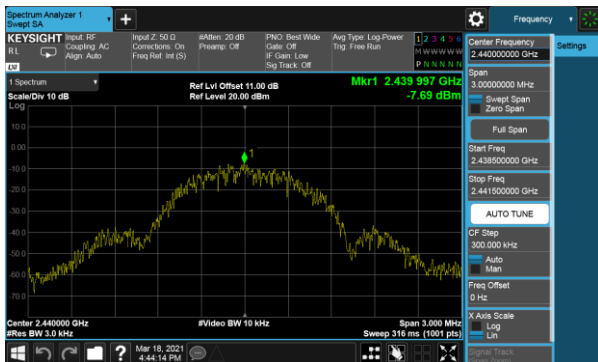 Spectrum Analyzer 1
Swept SA
+
Frequency
KEYSIGHT
RL
Input: RF
Coupling: AC
Align: Auto
Input Z: 50 Ω
Corrections: On
Freq Ref: Int (S)
#Atten: 20 dB
Preamp: Off
PNO: Best Wide
Gate: Off
IF Gain: Low
Sig Track: Off
Avg Type: Log-Power
Trig: Free Run
1 2 3 4 5 6
M W W W W W
P N N N N N
LXI
1 Spectrum
Scale/Div 10 dB
Log
Ref Lvl Offset 11.00 dB
Ref Level 20.00 dBm
Mkr1 2.439 997 GHz
-7.69 dBm
10.0
0.00
-10.0
-20.0
-30.0
-40.0
-50.0
-60.0
-70.0
1
Center 2.440000 GHz
#Res BW 3.0 kHz
#Video BW 10 kHz
Span 3.000 MHz
Sweep 316 ms (1001 pts)
Center Frequency
2.440000000 GHz
Settings
Span
3.00000000 MHz
Swept Span
Zero Span
Full Span
Start Freq
2.438500000 GHz
Stop Freq
2.441500000 GHz
AUTO TUNE
CF Step
300.000 kHz
Auto
Man
Freq Offset
0 Hz
X Axis Scale
Log
Lin
Signal Track
?
Mar 18, 2021
4:44:14 PM